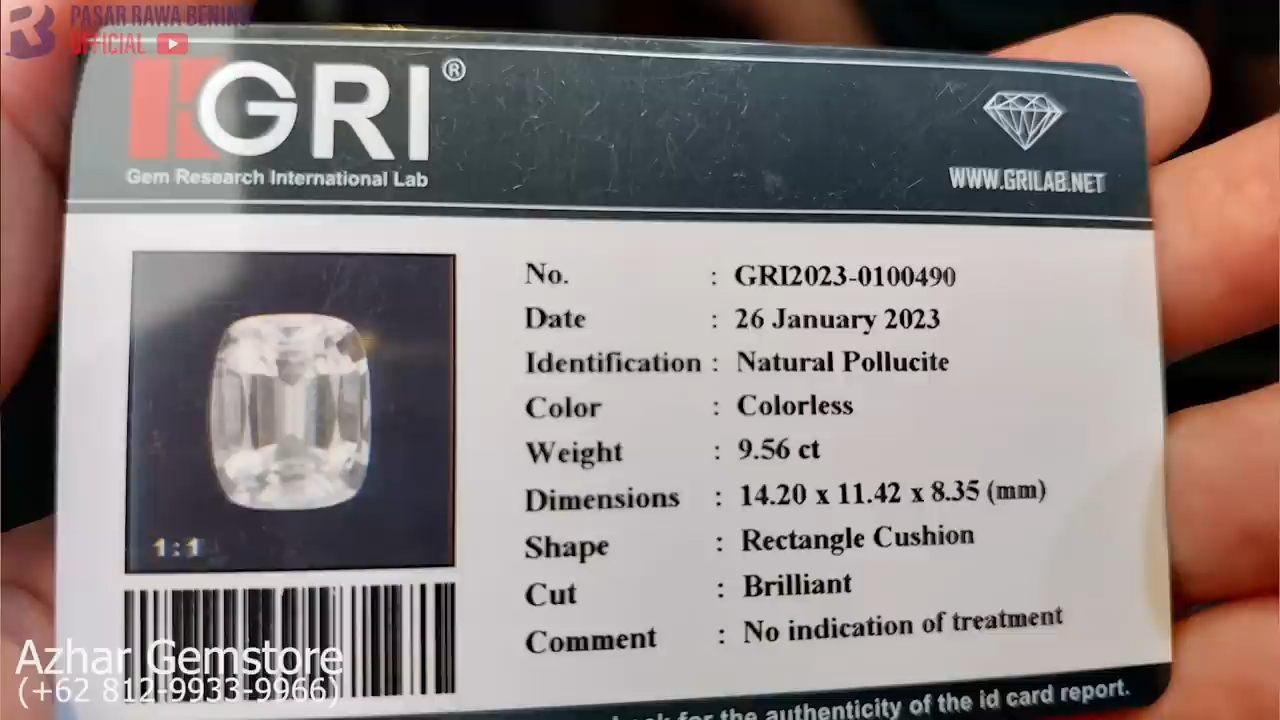 PASAR RAWA BENING
OFFICIAL
GRI®
Gem Research International Lab
WWW.GRILAB.NET
No. : GRI2023-0100490
Date : 26 January 2023
Identification : Natural Pollucite
Color : Colorless
Weight : 9.56 ct
Dimensions : 14.20 x 11.42 x 8.35 (mm)
Shape : Rectangle Cushion
Cut : Brilliant
Comment : No indication of treatment
1:1
Azhar Gemstore
(+62 812-9933-9966)
for the authenticity of the id card report.